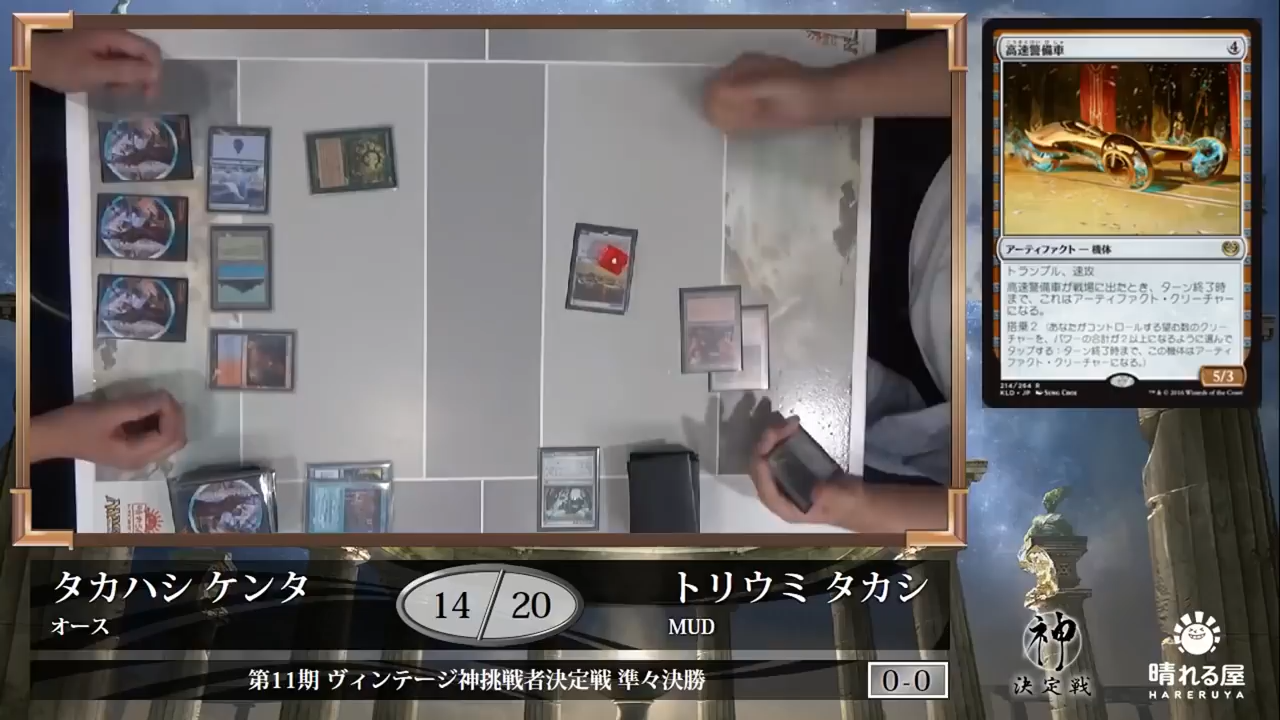 高速警備車
4
アーティファクト ― 機体
トランプル、速攻
高速警備車が戦場に出たとき、ターン終了時
まで、これはアーティファクト・クリーチャー
になる。
搭乗2（あなたがコントロールする望む数のクリー
チャーを、パワーの合計が2以上になるように選んで
タップする：ターン終了時まで、この機体はアーティ
ファクト・クリーチャーになる。）
5/3
214/264 R
KLD・JP
タカハシ ケンタ
オース
14 / 20
トリウミ タカシ
MUD
第11期 ヴィンテージ神挑戦者決定戦 準々決勝
0-0
神
決定戦
晴れる屋
HARERUYA